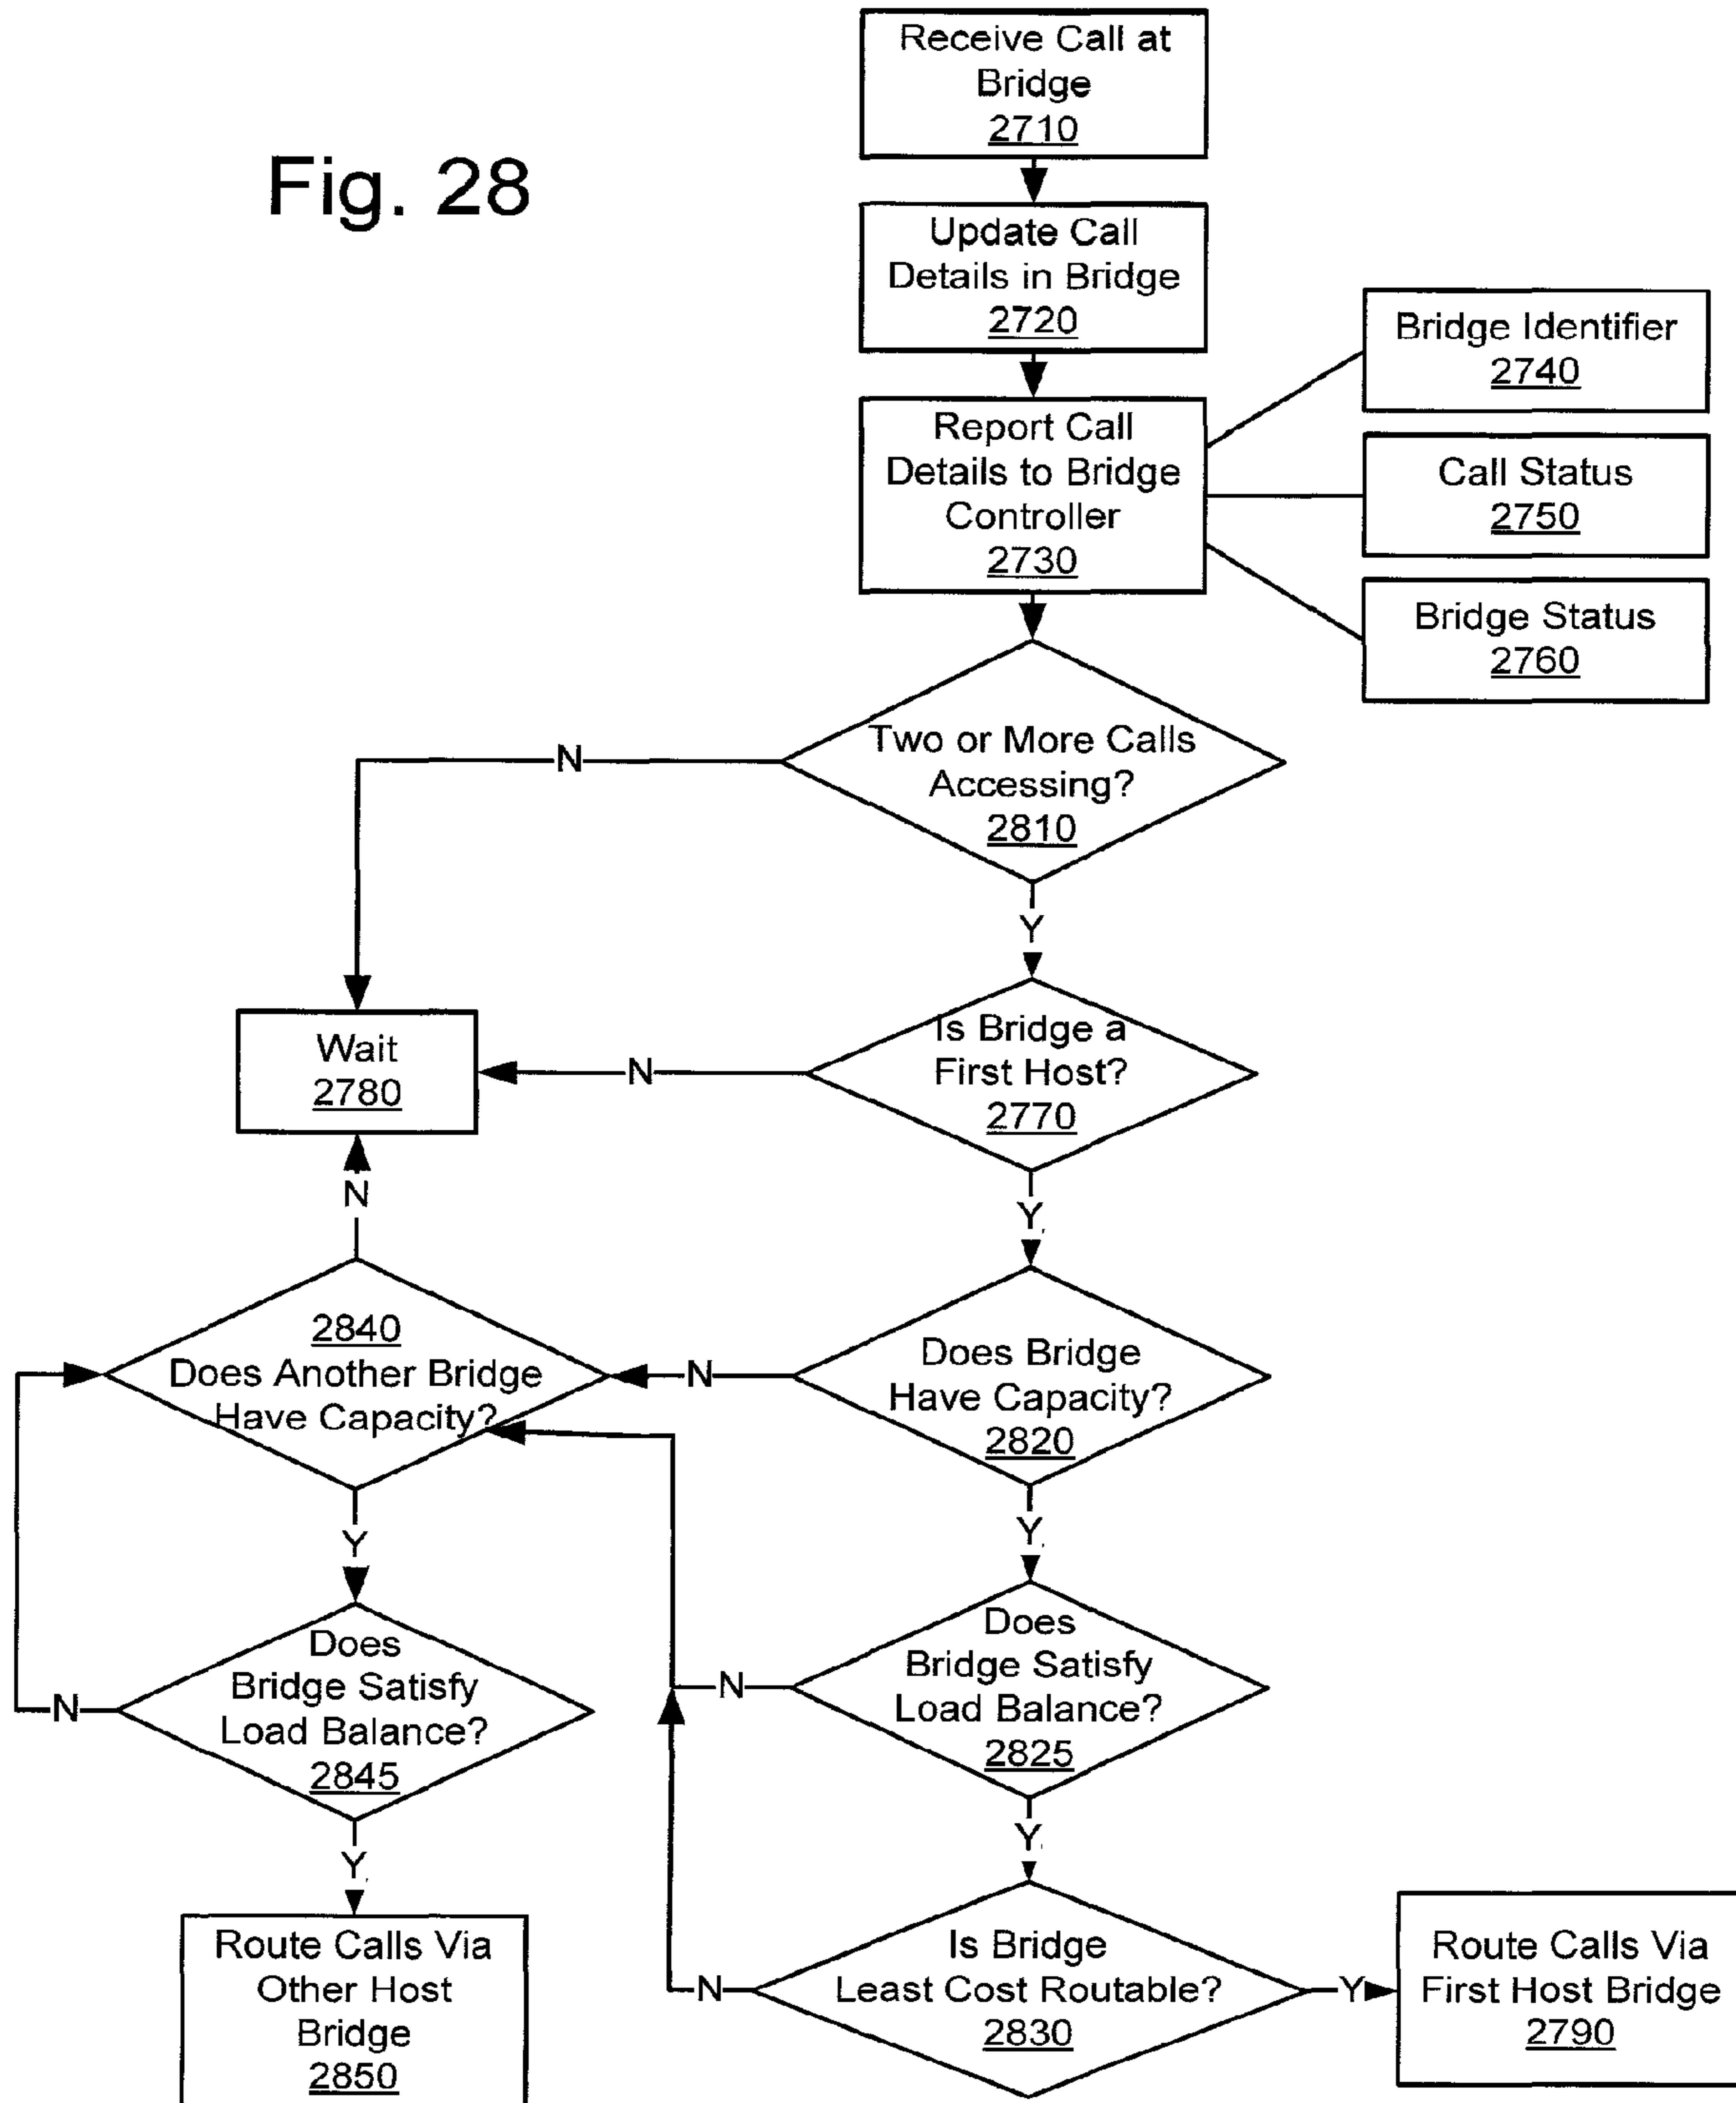 Fig. 28
Receive Call at
Bridge
2710
Update Call
Details in Bridge
2720
Report Call
Details to Bridge
Controller
2730
Bridge Identifier
2740
Call Status
2750
Bridge Status
2760
Two or More Calls
Accessing?
2810
N
Y
Wait
2780
N
Is Bridge a
First Host?
2770
N
Y
2840
Does Another Bridge
Have Capacity?
N
Does Bridge
Have Capacity?
2820
Y
Y
Does
Bridge Satisfy
Load Balance?
2845
N
N
Does
Bridge Satisfy
Load Balance?
2825
Y
Y
Route Calls Via
Other Host
Bridge
2850
N
Is Bridge
Least Cost Routable?
2830
Y
Route Calls Via
First Host Bridge
2790